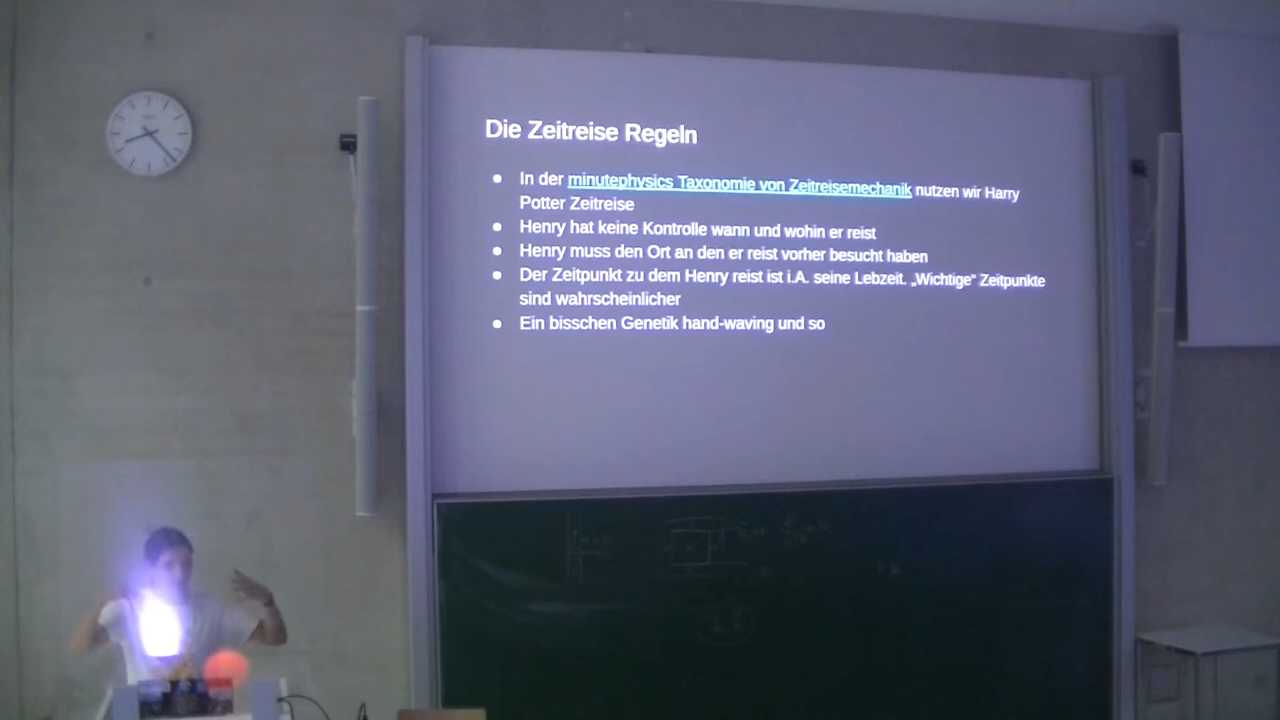 Die Zeitreise Regeln
● In der minutephysics Taxonomie von Zeitreisemechanik nutzen wir Harry
Potter Zeitreise
● Henry hat keine Kontrolle wann und wohin er reist
● Henry muss den Ort an den er reist vorher besucht haben
● Der Zeitpunkt zu dem Henry reist ist i.A. seine Lebzeit. „Wichtige“ Zeitpunkte
sind wahrscheinlicher
● Ein bisschen Genetik hand-waving und so